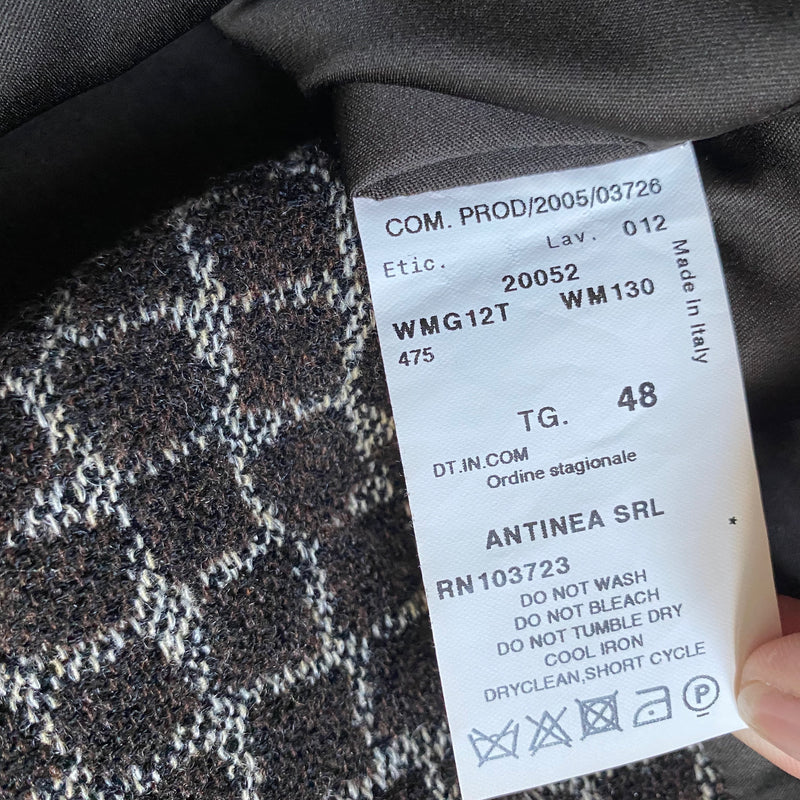 COM. PROD/2005/03726
Etic. Lav. 012
20052
WMG12T WM130
475
Made in Italy
TG. 48
DT.IN.COM
Ordine stagionale
ANTINEA SRL
RN103723
DO NOT WASH
DO NOT BLEACH
DO NOT TUMBLE DRY
COOL IRON
DRYCLEAN,SHORT CYCLE
P